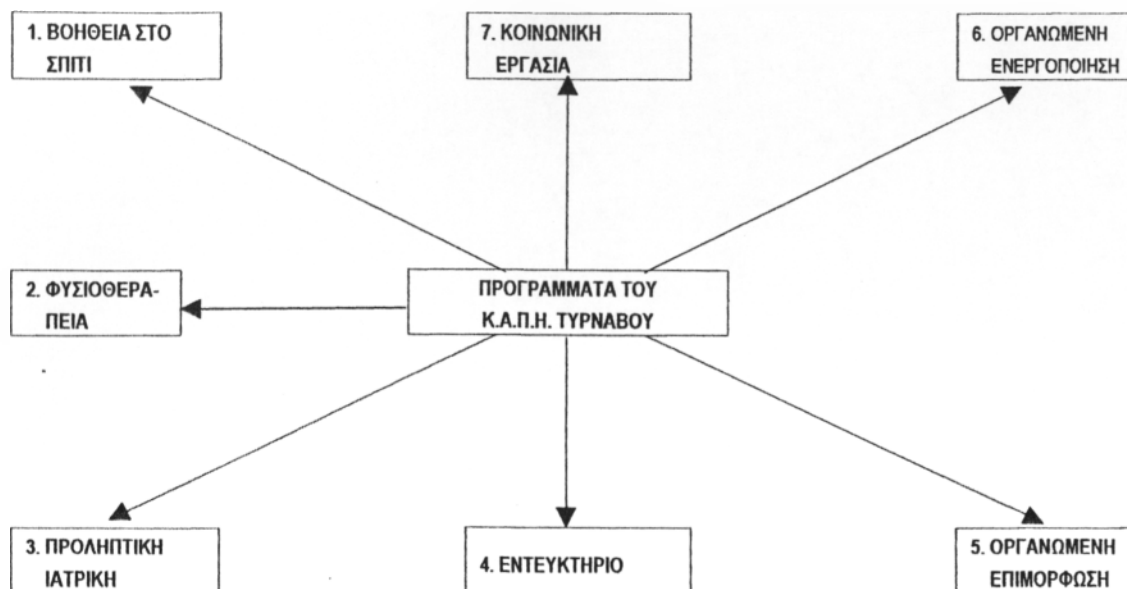 1. ΒΟΗΘΕΙΑ ΣΤΟ
ΣΠΙΤΙ
7. ΚΟΙΝΩΝΙΚΗ
ΕΡΓΑΣΙΑ
6. ΟΡΓΑΝΩΜΕΝΗ
ΕΝΕΡΓΟΠΟΙΗΣΗ
2. ΦΥΣΙΟΘΕΡΑ-
ΠΕΙΑ
ΠΡΟΓΡΑΜΜΑΤΑ ΤΟΥ
Κ.Α.Π.Η. ΤΥΡΝΑΒΟΥ
3. ΠΡΟΛΗΠΤΙΚΗ
ΙΑΤΡΙΚΗ
4. ΕΝΤΕΥΚΤΗΡΙΟ
5. ΟΡΓΑΝΩΜΕΝΗ
ΕΠΙΜΟΡΦΩΣΗ